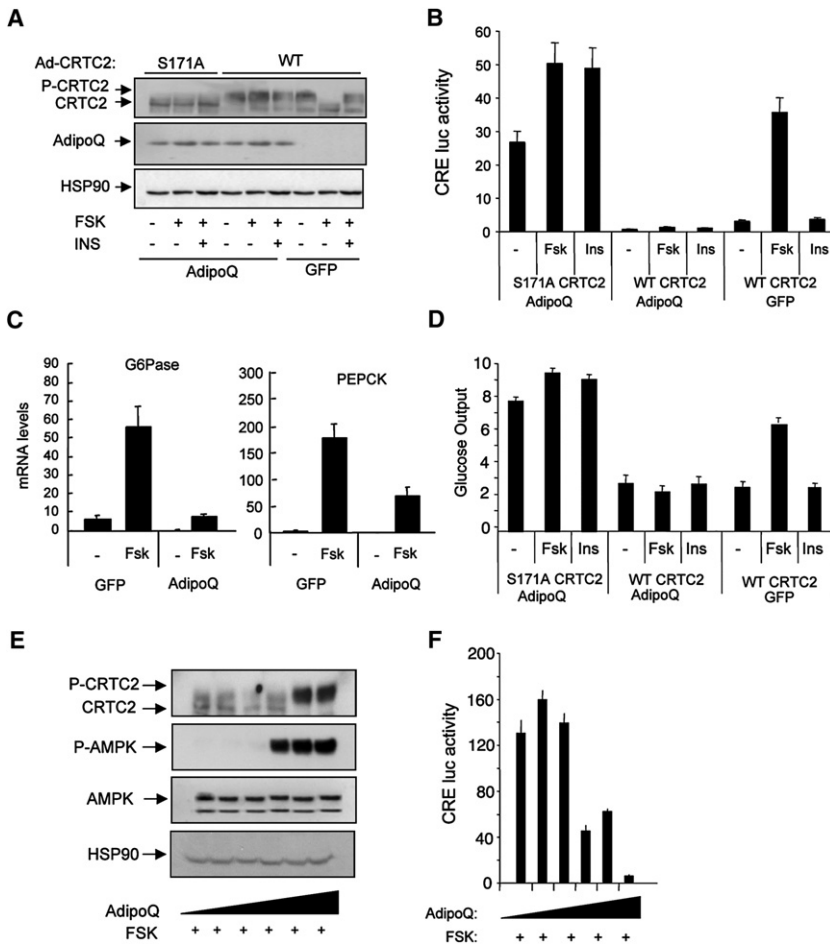 A
Ad-CRTC2: S171A WT
P-CRTC2
CRTC2
AdipoQ
HSP90
FSK - + + - + + - + +
INS - - + - - + - - +
AdipoQ GFP
B
CRE luc activity
60
50
40
30
20
10
0
- Fsk Ins - Fsk Ins - Fsk Ins
S171A CRTC2 WT CRTC2 WT CRTC2
AdipoQ AdipoQ GFP
C
G6Pase
mRNA levels
90
80
70
60
50
40
30
20
10
0
- Fsk - Fsk
GFP AdipoQ
PEPCK
300
250
200
150
100
50
0
- Fsk - Fsk
GFP AdipoQ
D
Glucose Output
10
8
6
4
2
0
- Fsk Ins - Fsk Ins - Fsk Ins
S171A CRTC2 WT CRTC2 WT CRTC2
AdipoQ AdipoQ GFP
E
P-CRTC2
CRTC2
P-AMPK
AMPK
HSP90
AdipoQ
FSK + + + + + +
F
CRE luc activity
200
160
120
80
40
0
AdipoQ:
FSK: + + + + + +